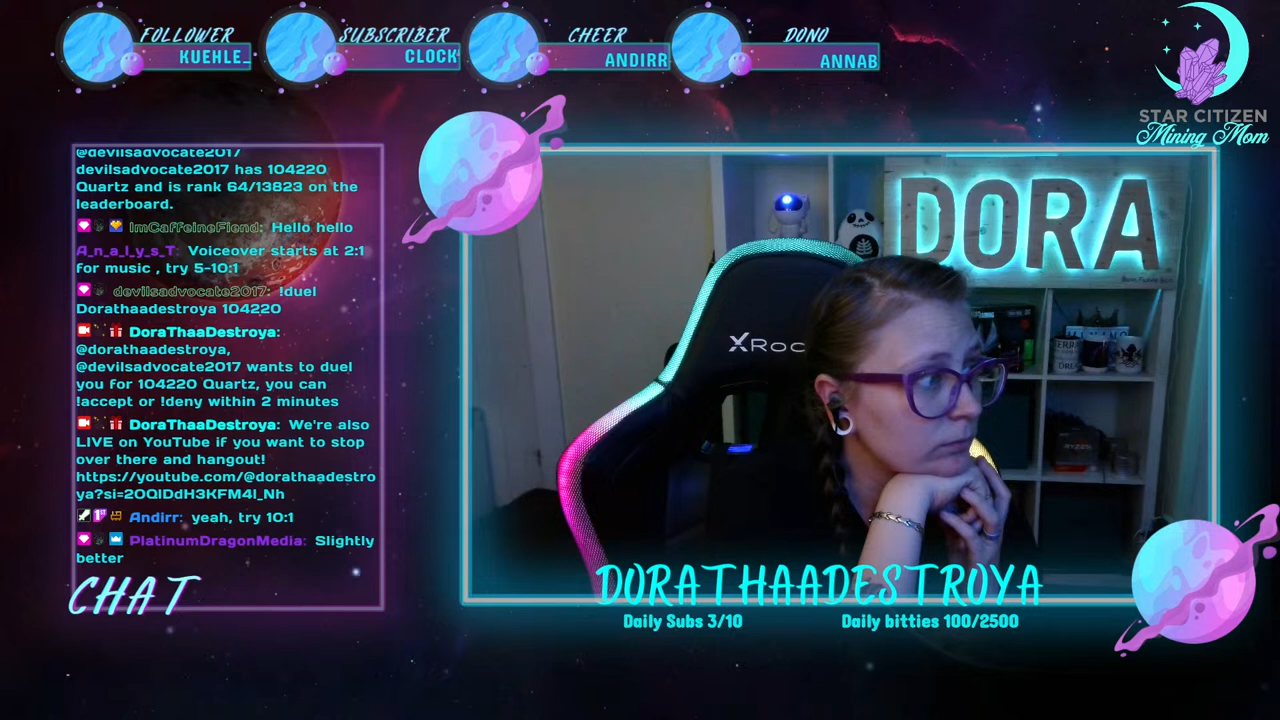 FOLLOWER
KUEHLE_
SUBSCRIBER
CLOCK
CHEER
ANDIRR
DONO
ANNAB
STAR CITIZEN
Mining Mom
@devilsadvocate2017
devilsadvocate2017 has 104220
Quartz and is rank 64/13823 on the
leaderboard.
ImCaffeineFiend: Hello hello
A_n_a_l_y_s_T: Voiceover starts at 2:1
for music , try 5-10:1
devilsadvocate2017: !duel
Dorathaadestroya 104220
DoraThaaDestroya:
@dorathaadestroya,
@devilsadvocate2017 wants to duel
you for 104220 Quartz, you can
!accept or !deny within 2 minutes
DoraThaaDestroya: We're also
LIVE on YouTube if you want to stop
over there and hangout!
https://youtube.com/@dorathaadestro
ya?si=2OQIDdH3KFM4I_Nh
Andirr: yeah, try 10:1
PlatinumDragonMedia: Slightly
better
CHAT
DORA
XRoc
RYZEN
DORATHAADESTROYA
Daily Subs 3/10
Daily bitties 100/2500